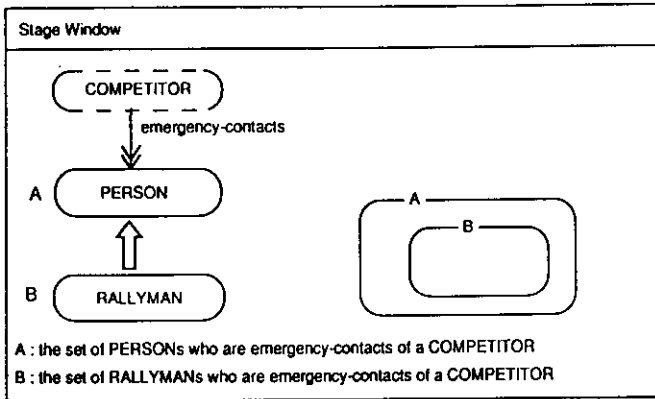 Stage Window
COMPETITOR
emergency-contacts
A
PERSON
B
RALLYMAN
A
B
A : the set of PERSONs who are emergency-contacts of a COMPETITOR
B : the set of RALLYMANs who are emergency-contacts of a COMPETITOR